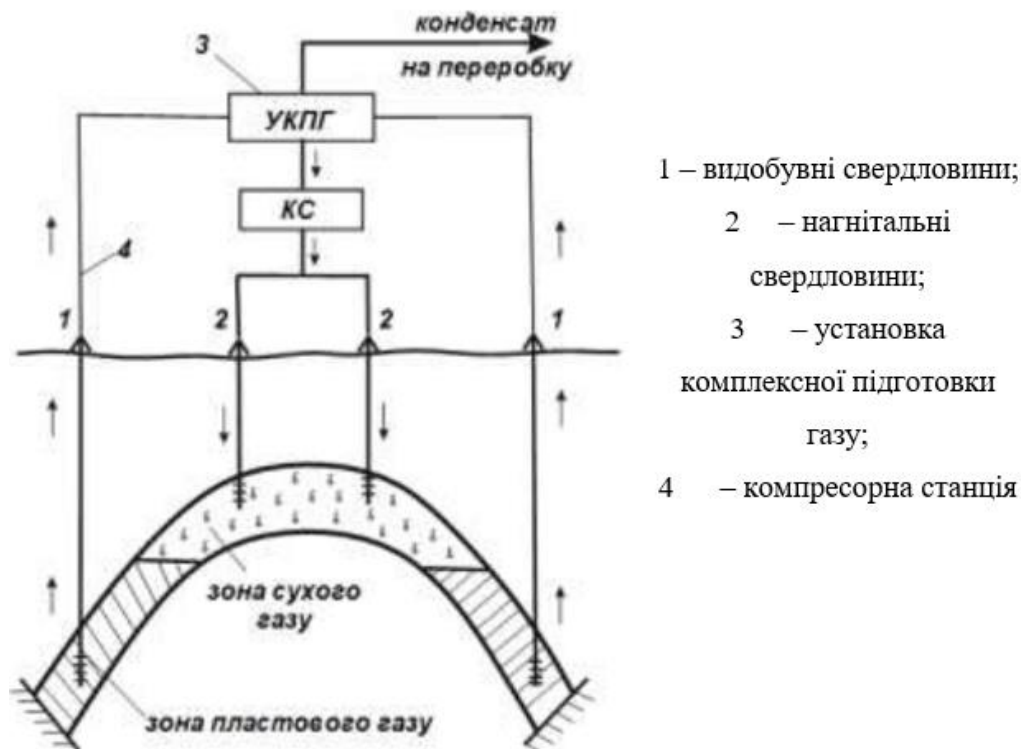 конденсат
на переробку
3
УКПГ
КС
4
1
2
2
1
зона сухого
газу
зона пластового газу
1 – видобувні свердловини;
2 – нагнітальні
свердловини;
3 – установка
комплексної підготовки
газу;
4 – компресорна станція